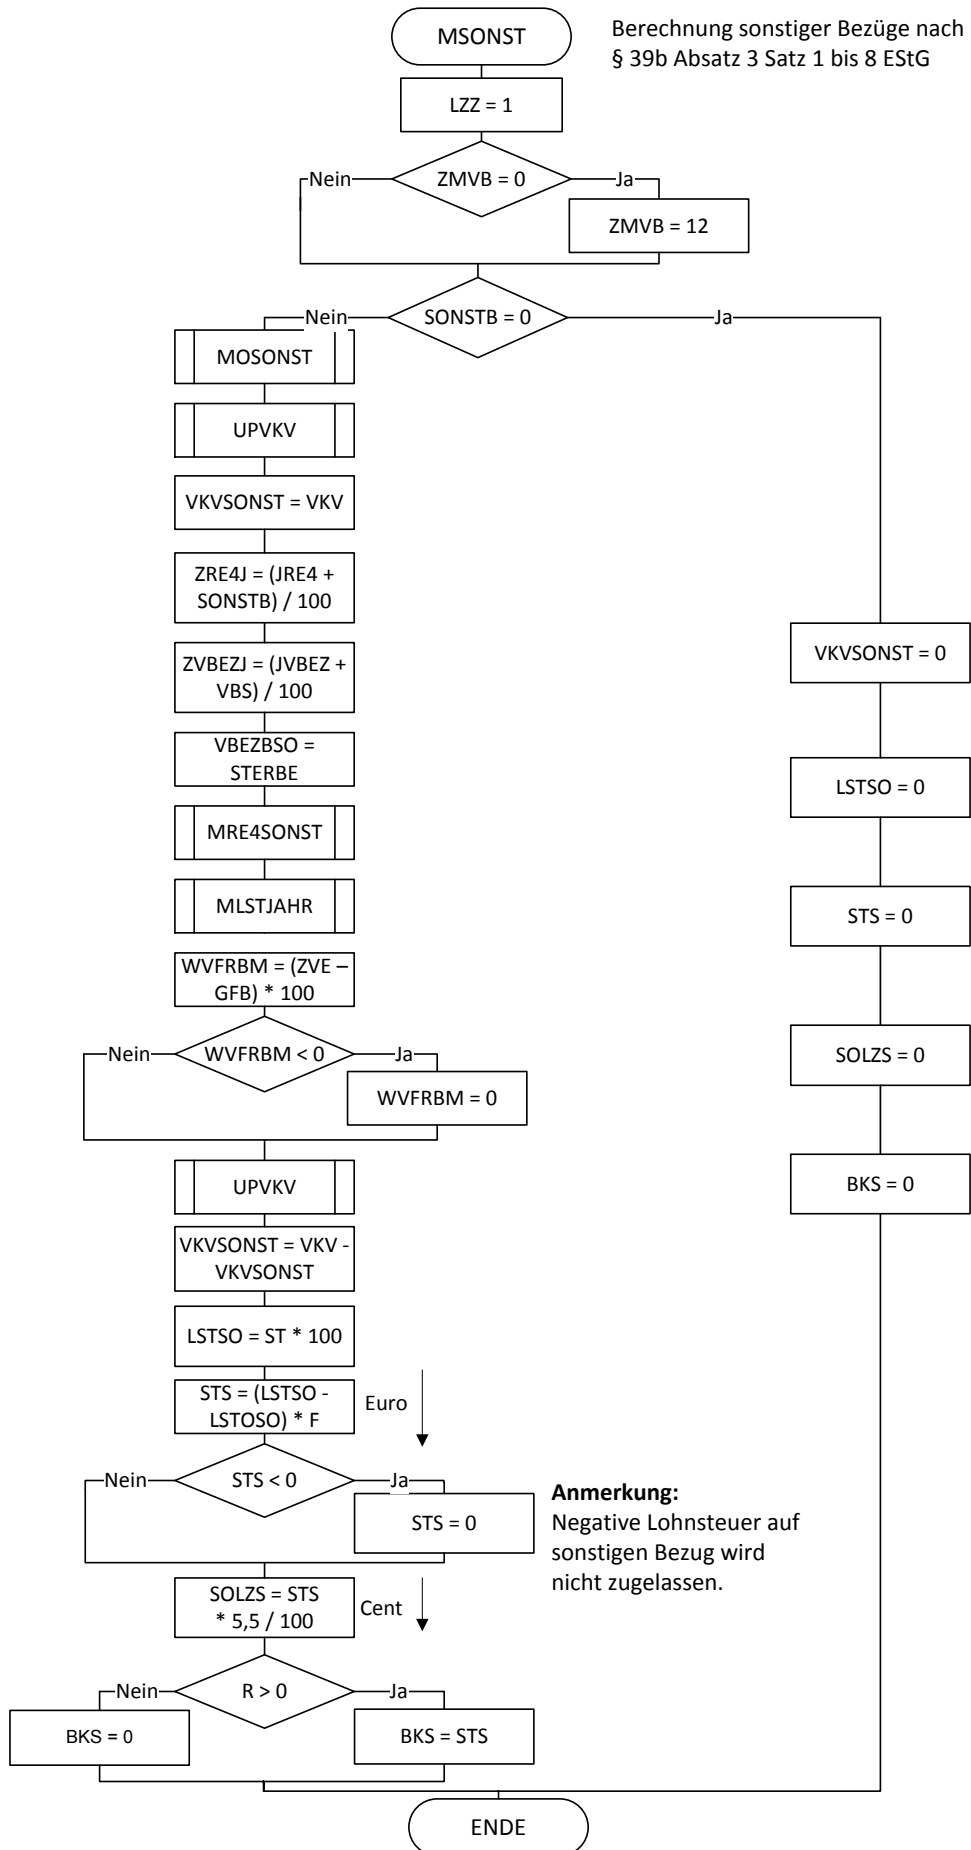 MSONST
Berechnung sonstiger Bezüge nach
§ 39b Absatz 3 Satz 1 bis 8 EStG
LZZ = 1
Nein
ZMVB = 0
Ja
ZMVB = 12
Nein
SONSTB = 0
Ja
MOSONST
UPVKV
VKVSONST = VKV
ZRE4J = (JRE4 +
SONSTB) / 100
ZVBEZJ = (JVBEZ +
VBS) / 100
VBEZBSO =
STERBE
MRE4SONST
MLSTJAHR
WVFRBM = (ZVE –
GFB) * 100
Nein
WVFRBM < 0
Ja
WVFRBM = 0
UPVKV
VKVSONST = VKV -
VKVSONST
LSTSO = ST * 100
STS = (LSTSO -
LSTOSO) * F
Euro
Nein
STS < 0
Ja
STS = 0
Anmerkung:
Negative Lohnsteuer auf
sonstigen Bezug wird
nicht zugelassen.
SOLZS = STS
* 5,5 / 100
Cent
Nein
R > 0
Ja
BKS = 0
BKS = STS
VKVSONST = 0
LSTSO = 0
STS = 0
SOLZS = 0
BKS = 0
ENDE